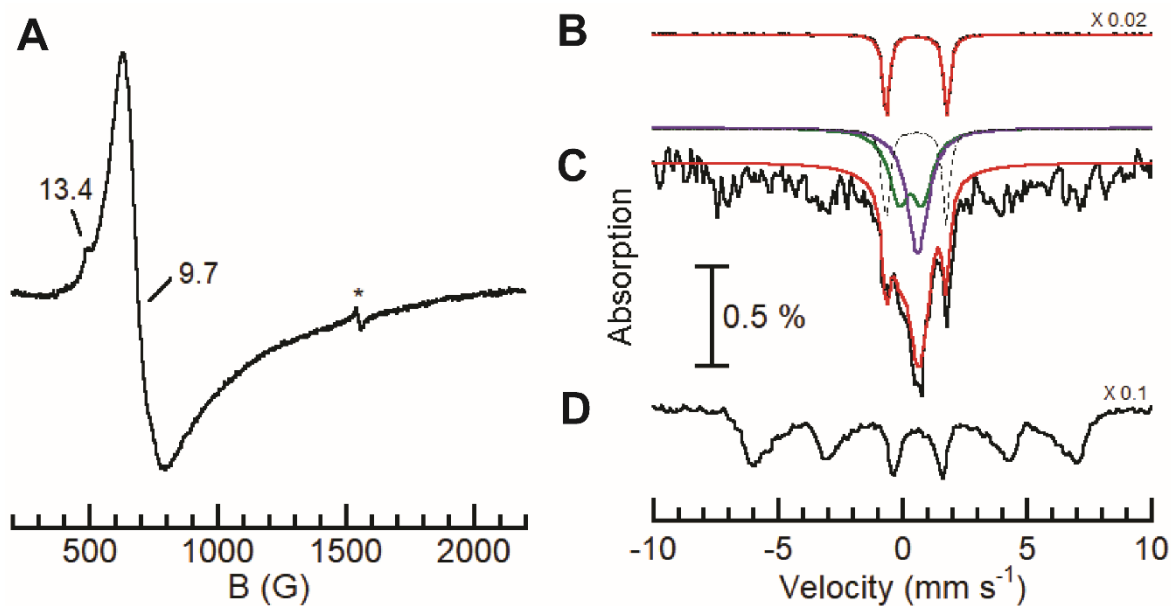 A
13.4
9.7
*
500 1000 1500 2000
B (G)
B
X 0.02
C
Absorption
0.5 %
D
X 0.1
-10 -5 0 5 10
Velocity (mm s⁻¹)